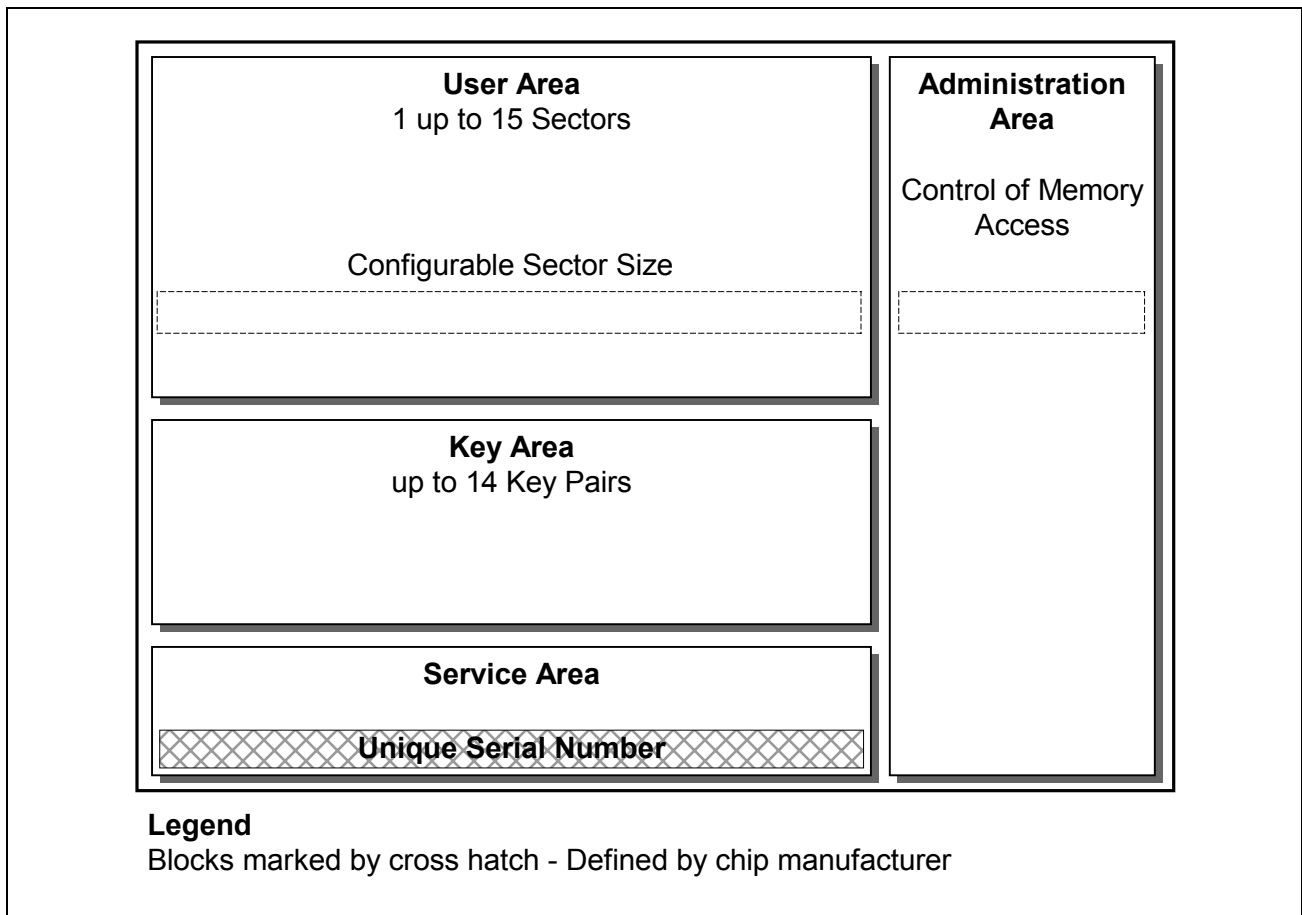 User Area
1 up to 15 Sectors
Configurable Sector Size
Administration
Area
Control of Memory
Access
Key Area
up to 14 Key Pairs
Service Area
Unique Serial Number
Legend
Blocks marked by cross hatch - Defined by chip manufacturer